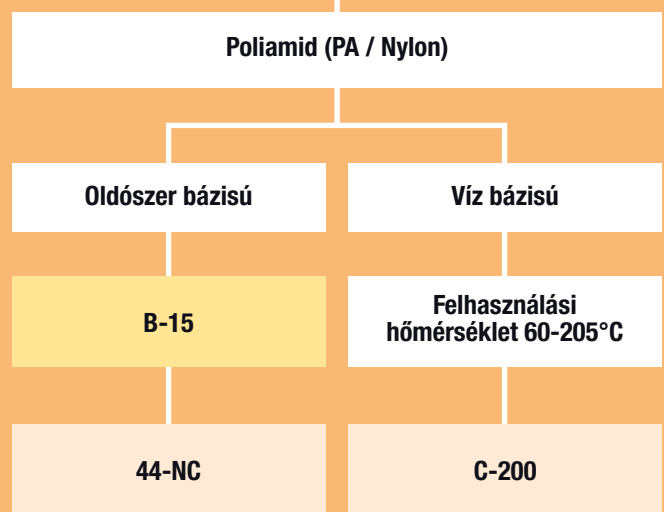 Poliamid (PA / Nylon)
Oldószer bázisú
Víz bázisú
B-15
Felhasználási
hőmérséklet 60-205°C
44-NC
C-200